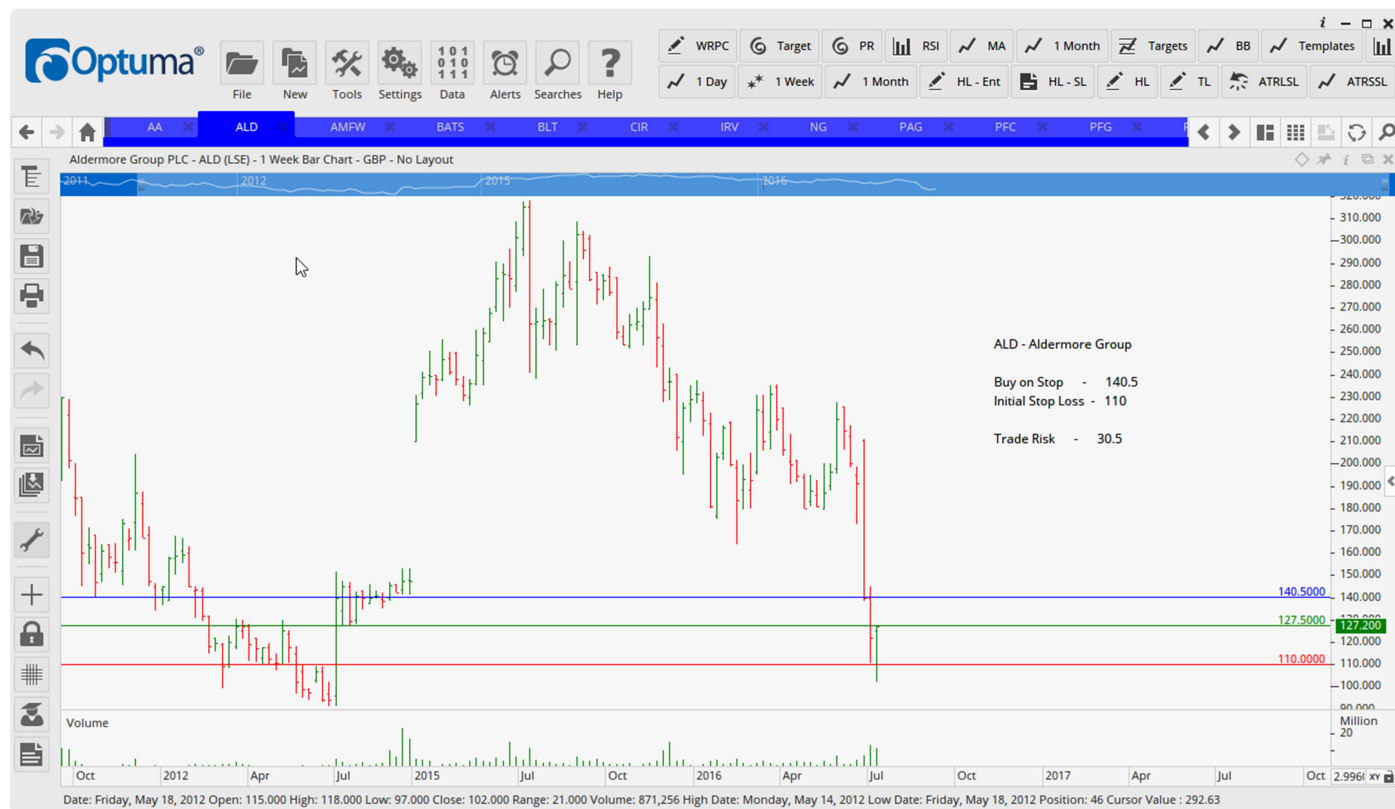 i
Optuma®
File
New
Tools
Settings
101
010
111
Data
Alerts
Searches
Help
WRPC
Target
PR
RSI
MA
1 Month
Targets
BB
Templates
1 Day
1 Week
1 Month
HL - Ent
HL - SL
HL
TL
ATRLSL
ATRSSL
AA
ALD
AMFW
BATS
BLT
CIR
IRV
NG
PAG
PFC
PFG
Aldermore Group PLC - ALD (LSE) - 1 Week Bar Chart - GBP - No Layout
2011
2012
2015
2016
320.000
310.000
300.000
290.000
280.000
270.000
260.000
250.000
240.000
230.000
220.000
210.000
200.000
190.000
180.000
170.000
160.000
150.000
140.000
130.000
127.200
120.000
110.000
100.000
90.000
ALD - Aldermore Group
Buy on Stop - 140.5
Initial Stop Loss - 110
Trade Risk - 30.5
140.5000
127.5000
110.0000
Volume
Million
20
Oct 2012 Apr Jul 2015 Jul Oct 2016 Apr Jul Oct 2017 Apr Jul Oct
XY
Date: Friday, May 18, 2012 Open: 115.000 High: 118.000 Low: 97.000 Close: 102.000 Range: 21.000 Volume: 871,256 High Date: Monday, May 14, 2012 Low Date: Friday, May 18, 2012 Position: 46 Cursor Value : 292.63